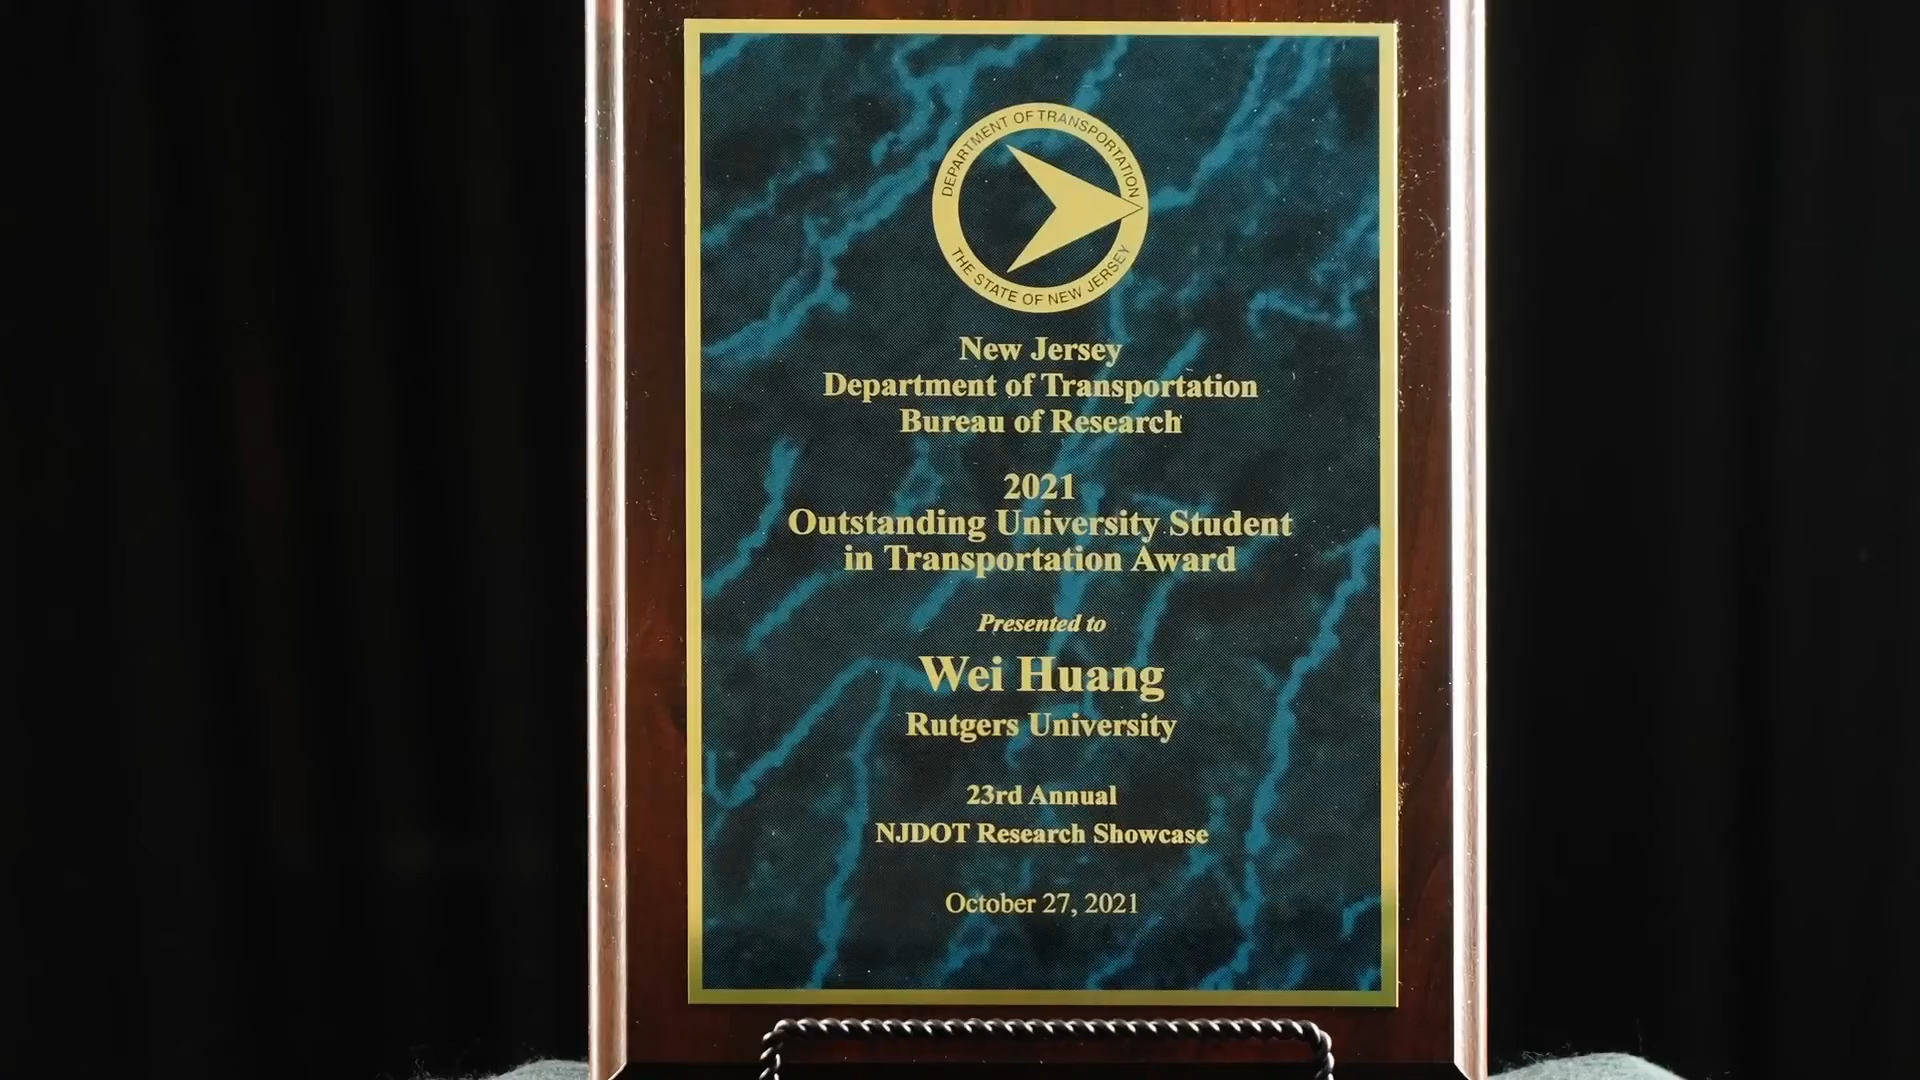 DEPARTMENT OF TRANSPORTATION
THE STATE OF NEW JERSEY
New Jersey
Department of Transportation
Bureau of Research
2021
Outstanding University Student
in Transportation Award
Presented to
Wei Huang
Rutgers University
23rd Annual
NJDOT Research Showcase
October 27, 2021